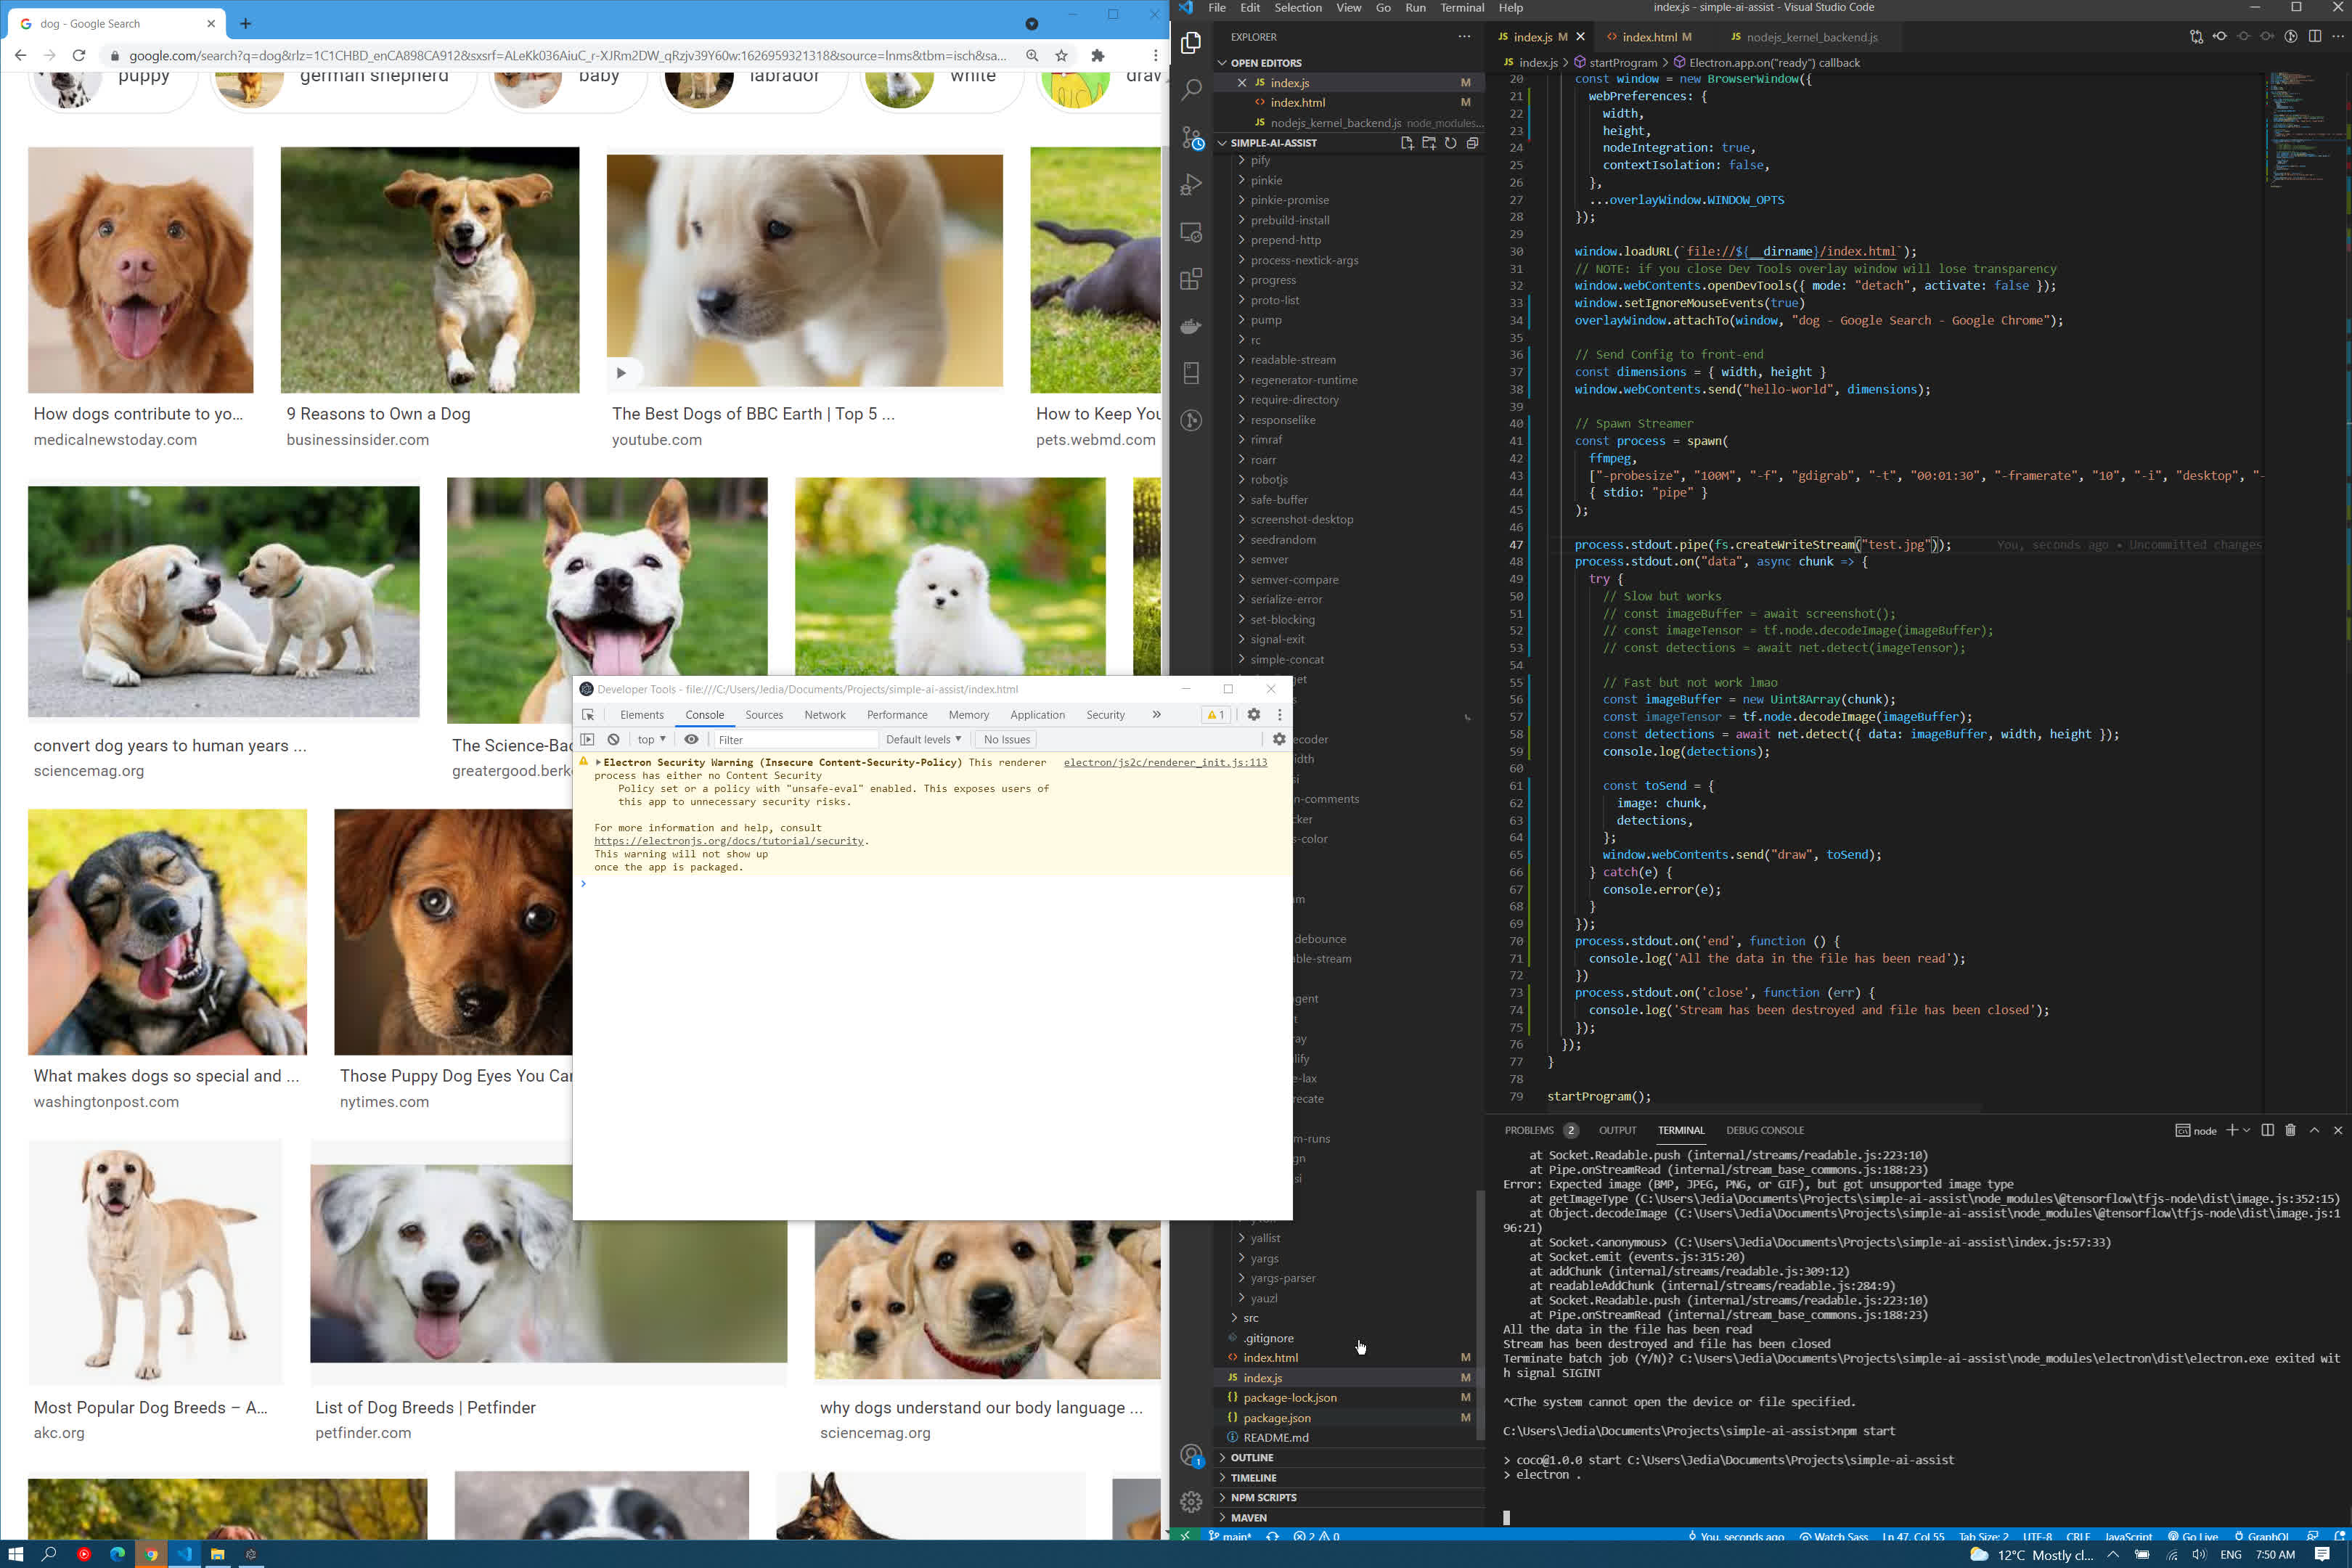 dog - Google Search
google.com/search?q=dog&rlz=1C1CHBD_enCA898CA912&sxsrf=ALeKk036AiuC_r-XJRm2DW_qRzjv39Y60w:1626959321318&source=lnms&tbm=isch&sa...
puppy
german shepherd
baby
labrador
white
How dogs contribute to yo...
medicalnewstoday.com
9 Reasons to Own a Dog
businessinsider.com
The Best Dogs of BBC Earth | Top 5 ...
youtube.com
How to Keep You
pets.webmd.com
convert dog years to human years ...
sciencemag.org
The Science-Bac
greatergood.berk
What makes dogs so special and ...
washingtonpost.com
Those Puppy Dog Eyes You Ca
nytimes.com
Most Popular Dog Breeds – A...
akc.org
List of Dog Breeds | Petfinder
petfinder.com
why dogs understand our body language ...
sciencemag.org
Developer Tools - file:///C:/Users/Jedia/Documents/Projects/simple-ai-assist/index.html
Elements Console Sources Network Performance Memory Application Security 1
top Filter Default levels No Issues
Electron Security Warning (Insecure Content-Security-Policy) This renderer electron/js2c/renderer_init.js:113
process has either no Content Security
Policy set or a policy with "unsafe-eval" enabled. This exposes users of
this app to unnecessary security risks.
For more information and help, consult
https://electronjs.org/docs/tutorial/security.
This warning will not show up
once the app is packaged.
File Edit Selection View Go Run Terminal Help
index.js - simple-ai-assist - Visual Studio Code
EXPLORER
OPEN EDITORS
index.js M
index.html M
nodejs_kernel_backend.js node_modules...
SIMPLE-AI-ASSIST
pify
pinkie
pinkie-promise
prebuild-install
prepend-http
process-nextick-args
progress
proto-list
pump
rc
readable-stream
regenerator-runtime
require-directory
responselike
rimraf
roarr
robotjs
safe-buffer
screenshot-desktop
seedrandom
semver
semver-compare
serialize-error
set-blocking
signal-exit
simple-concat
yallist
yargs
yargs-parser
yauzl
src
.gitignore
index.html M
index.js M
package-lock.json M
package.json M
README.md
OUTLINE
TIMELINE
NPM SCRIPTS
MAVEN
index.js M index.html M nodejs_kernel_backend.js
index.js > startProgram > Electron.app.on("ready") callback
20 const window = new BrowserWindow({
21 webPreferences: {
22 width,
23 height,
24 nodeIntegration: true,
25 contextIsolation: false,
26 },
27 ...overlayWindow.WINDOW_OPTS
28 });
29
30 window.loadURL(`file://${__dirname}/index.html`);
31 // NOTE: if you close Dev Tools overlay window will lose transparency
32 window.webContents.openDevTools({ mode: "detach", activate: false });
33 window.setIgnoreMouseEvents(true)
34 overlayWindow.attachTo(window, "dog - Google Search - Google Chrome");
35
36 // Send Config to front-end
37 const dimensions = { width, height }
38 window.webContents.send("hello-world", dimensions);
39
40 // Spawn Streamer
41 const process = spawn(
42 ffmpeg,
43 ["-probesize", "100M", "-f", "gdigrab", "-t", "00:01:30", "-framerate", "10", "-i", "desktop", "-
44 { stdio: "pipe" }
45 );
46
47 process.stdout.pipe(fs.createWriteStream("test.jpg")); You, seconds ago • Uncommitted changes
48 process.stdout.on("data", async chunk => {
49 try {
50 // Slow but works
51 // const imageBuffer = await screenshot();
52 // const imageTensor = tf.node.decodeImage(imageBuffer);
53 // const detections = await net.detect(imageTensor);
54
55 // Fast but not work lmao
56 const imageBuffer = new Uint8Array(chunk);
57 const imageTensor = tf.node.decodeImage(imageBuffer);
58 const detections = await net.detect({ data: imageBuffer, width, height });
59 console.log(detections);
60
61 const toSend = {
62 image: chunk,
63 detections,
64 };
65 window.webContents.send("draw", toSend);
66 } catch(e) {
67 console.error(e);
68 }
69 });
70 process.stdout.on('end', function () {
71 console.log('All the data in the file has been read');
72 })
73 process.stdout.on('close', function (err) {
74 console.log('Stream has been destroyed and file has been closed');
75 });
76 });
77 }
78
79 startProgram();
PROBLEMS 2 OUTPUT TERMINAL DEBUG CONSOLE node
at Socket.Readable.push (internal/streams/readable.js:223:10)
at Pipe.onStreamRead (internal/stream_base_commons.js:188:23)
Error: Expected image (BMP, JPEG, PNG, or GIF), but got unsupported image type
at getImageType (C:\Users\Jedia\Documents\Projects\simple-ai-assist\node_modules\@tensorflow\tfjs-node\dist\image.js:352:15)
at Object.decodeImage (C:\Users\Jedia\Documents\Projects\simple-ai-assist\node_modules\@tensorflow\tfjs-node\dist\image.js:1
96:21)
at Socket.<anonymous> (C:\Users\Jedia\Documents\Projects\simple-ai-assist\index.js:57:33)
at Socket.emit (events.js:315:20)
at addChunk (internal/streams/readable.js:309:12)
at readableAddChunk (internal/streams/readable.js:284:9)
at Socket.Readable.push (internal/streams/readable.js:223:10)
at Pipe.onStreamRead (internal/stream_base_commons.js:188:23)
All the data in the file has been read
Stream has been destroyed and file has been closed
Terminate batch job (Y/N)? C:\Users\Jedia\Documents\Projects\simple-ai-assist\node_modules\electron\dist\electron.exe exited wit
h signal SIGINT
^CThe system cannot open the device or file specified.
C:\Users\Jedia\Documents\Projects\simple-ai-assist>npm start
> coco@1.0.0 start C:\Users\Jedia\Documents\Projects\simple-ai-assist
> electron .
main* 2 0 You, seconds ago Watch Sass Ln 47, Col 55 Tab Size: 2 UTF-8 CRLF JavaScript Go Live GraphQL
12°C Mostly cl... ENG 7:50 AM